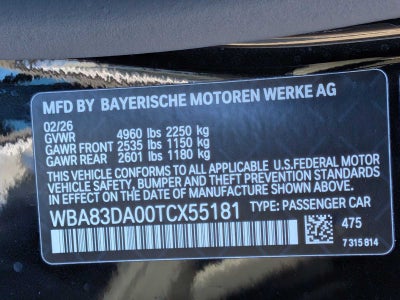 MFD BY BAYERISCHE MOTOREN WERKE AG
02/26
GVWR 4960 lbs 2250 kg
GAWR FRONT 2535 lbs 1150 kg
GAWR REAR 2601 lbs 1180 kg
THIS VEHICLE CONFORMS TO ALL APPLICABLE U.S.FEDERAL MOTOR
VEHICLE SAFETY, BUMPER AND THEFT PREVENTION STANDARDS
IN EFFECT ON THE DATE OF MANUFACTURE SHOWN ABOVE.
WBA83DA00TCX55181 TYPE: PASSENGER CAR
475
7 315 814